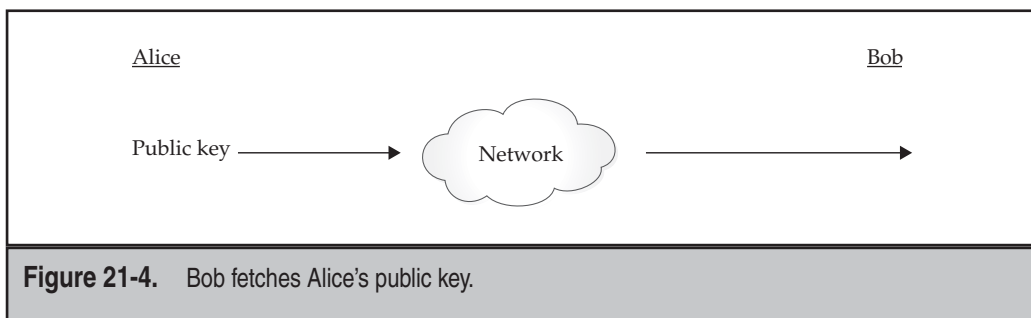 Alice Bob
Public key Network
Figure 21-4. Bob fetches Alice's public key.